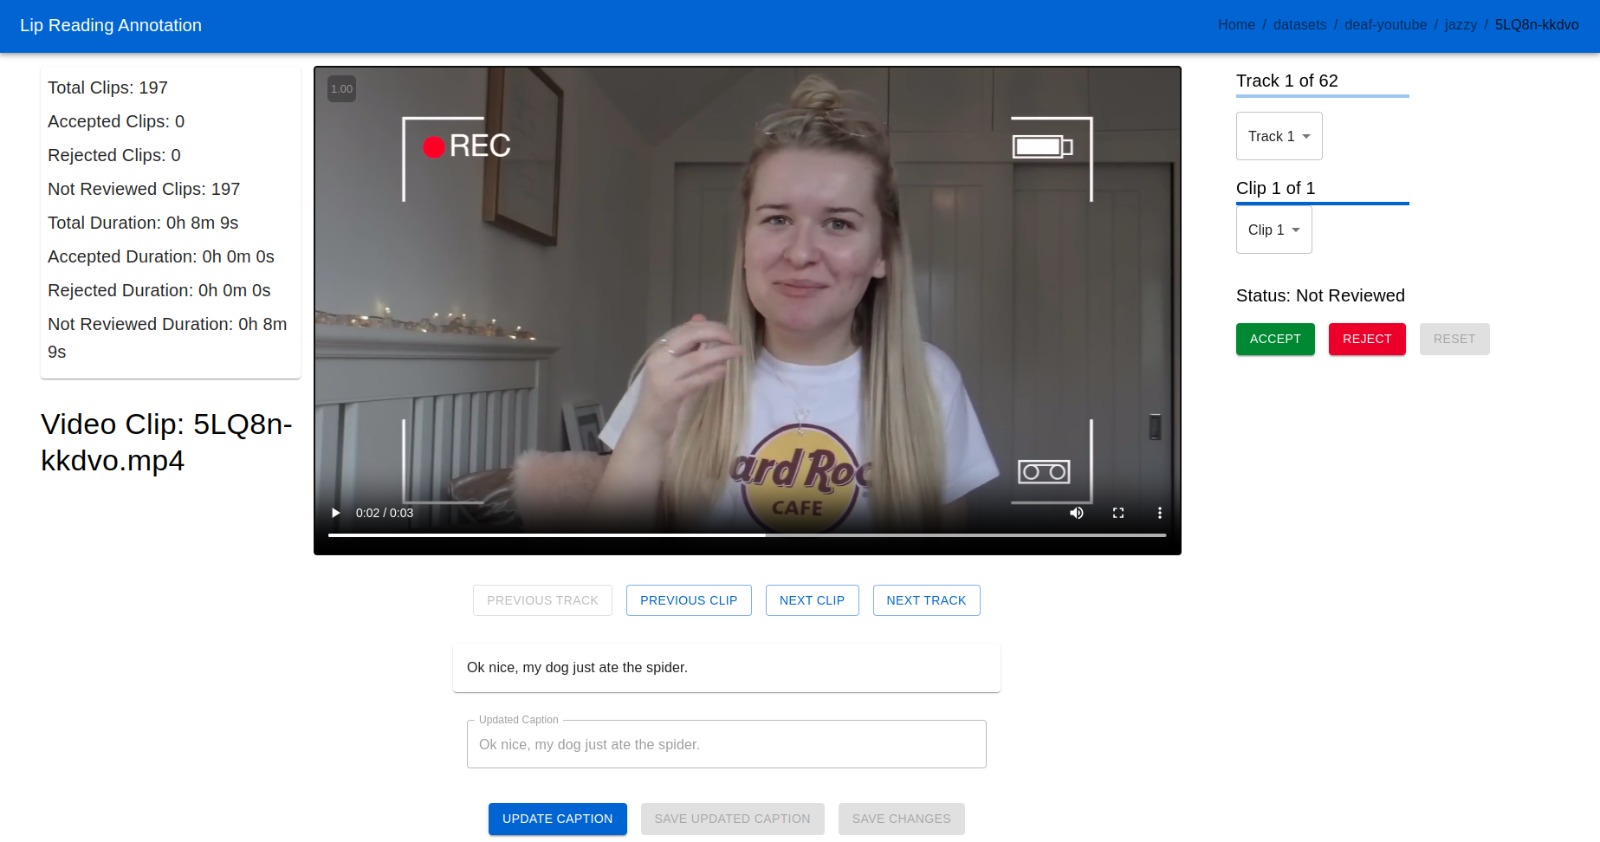 Lip Reading Annotation
Home / datasets / deaf-youtube / jazzy / 5LQ8n-kkdvo
Total Clips: 197
Accepted Clips: 0
Rejected Clips: 0
Not Reviewed Clips: 197
Total Duration: 0h 8m 9s
Accepted Duration: 0h 0m 0s
Rejected Duration: 0h 0m 0s
Not Reviewed Duration: 0h 8m
9s
Video Clip: 5LQ8n-
kkdvo.mp4
1.00
REC
ard Roc
CAFE
0:02 / 0:03
Track 1 of 62
Track 1
Clip 1 of 1
Clip 1
Status: Not Reviewed
ACCEPT REJECT RESET
PREVIOUS TRACK PREVIOUS CLIP NEXT CLIP NEXT TRACK
Ok nice, my dog just ate the spider.
Updated Caption
Ok nice, my dog just ate the spider.
UPDATE CAPTION SAVE UPDATED CAPTION SAVE CHANGES